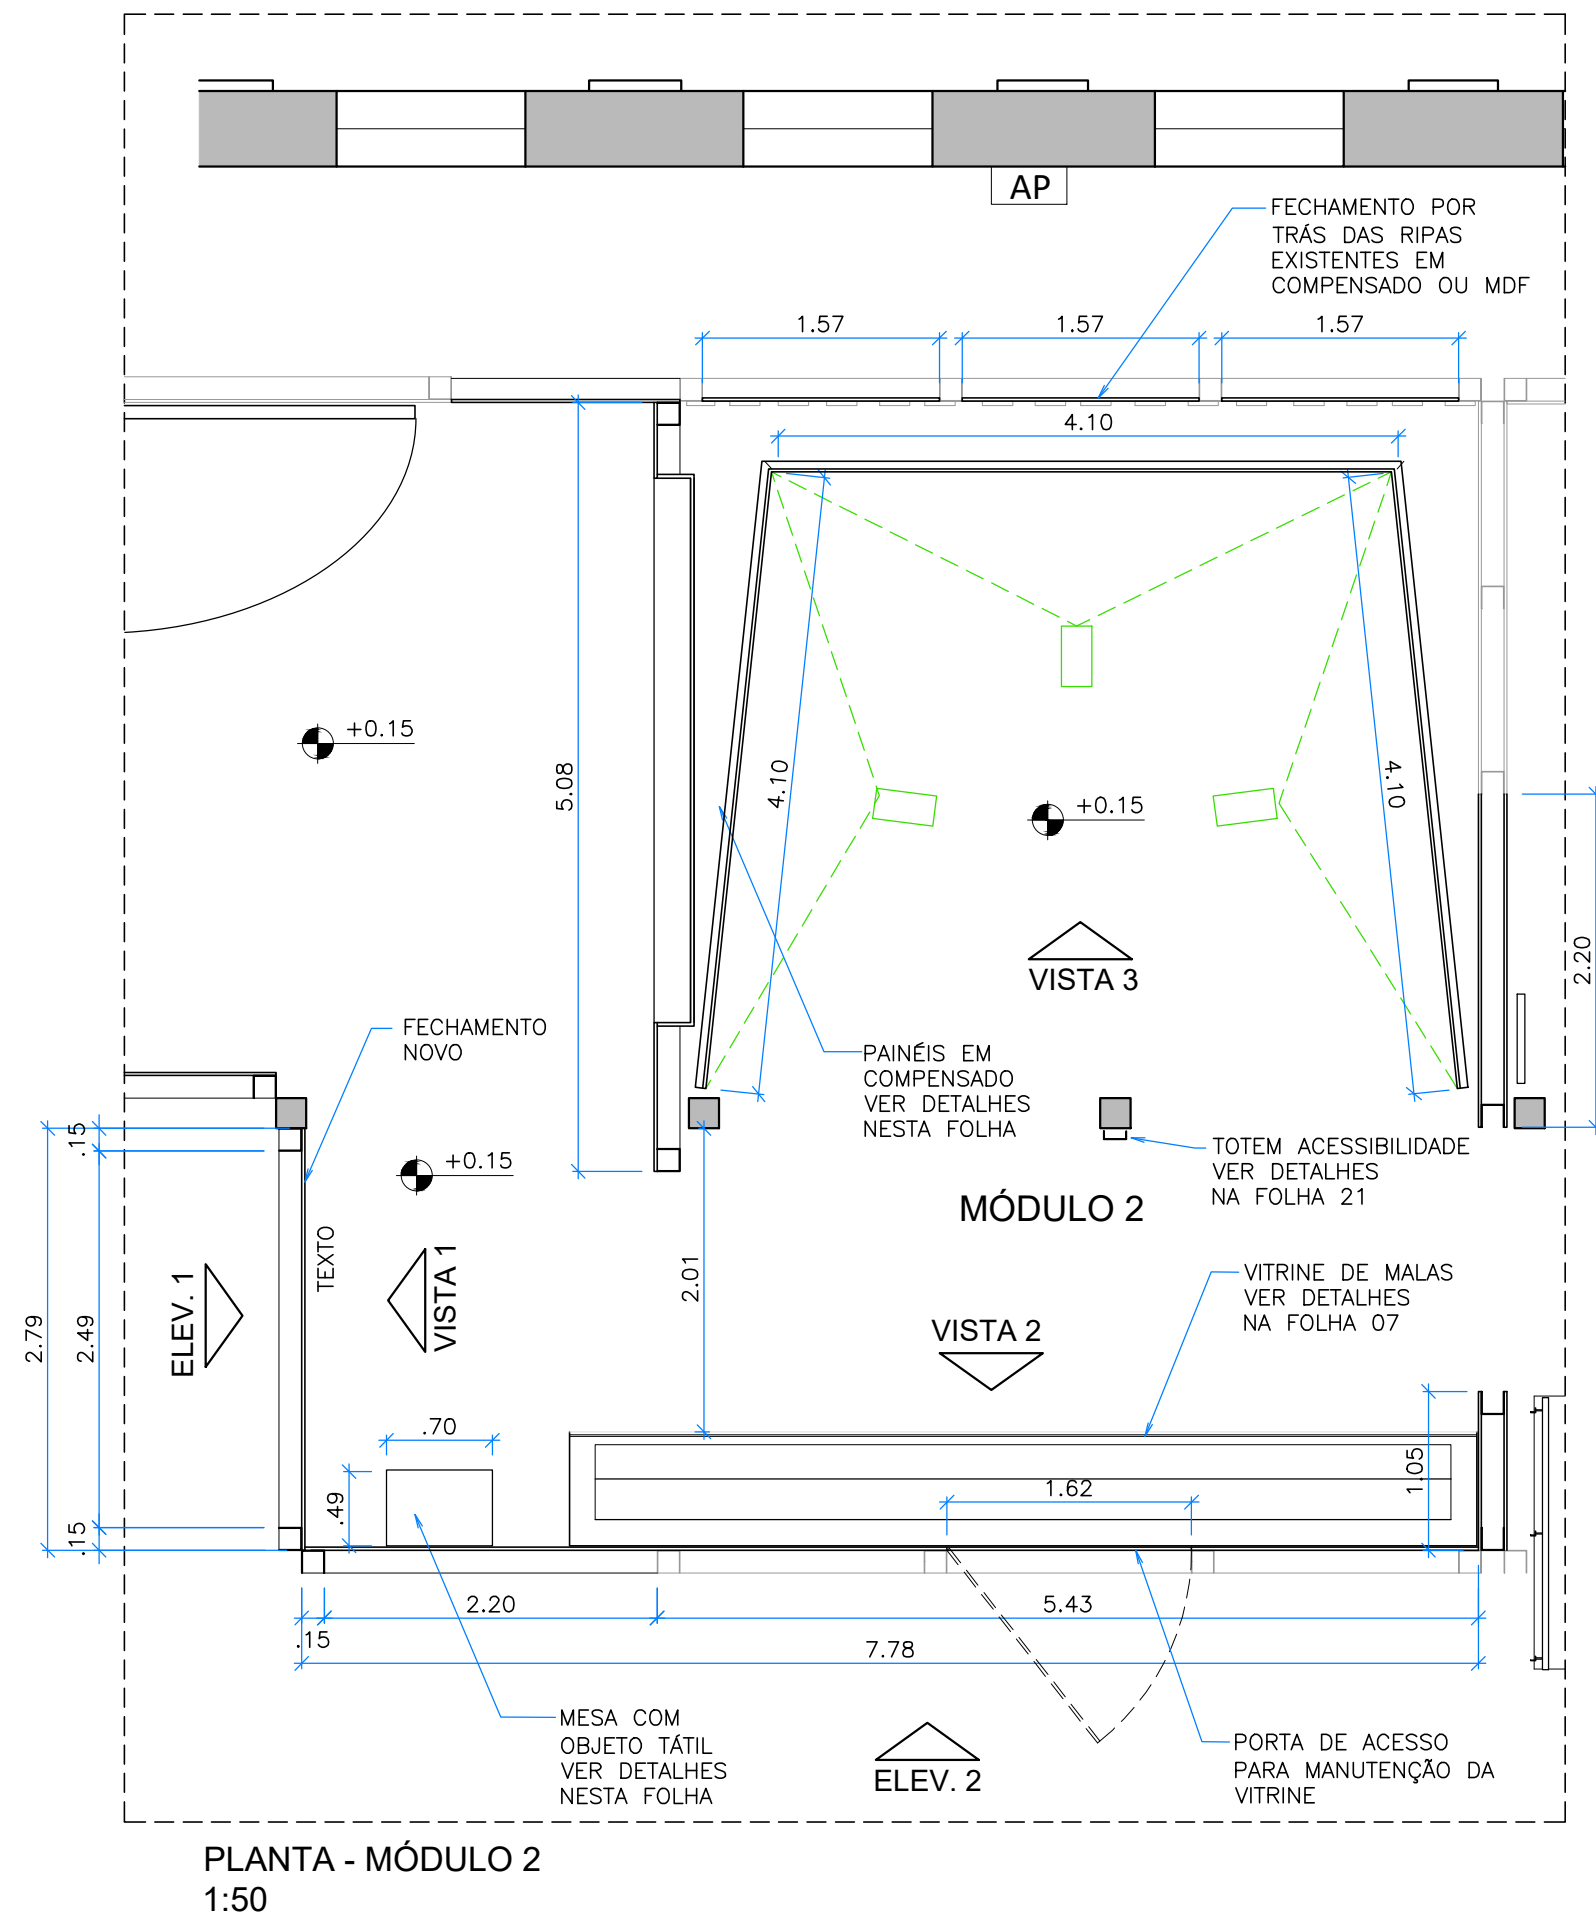 AP
FECHAMENTO POR
TRÁS DAS RIPAS
EXISTENTES EM
COMPENSADO OU MDF
1.57
1.57
1.57
4.10
+0.15
5.08
4.10
+0.15
4.10
2.20
VISTA 3
FECHAMENTO
NOVO
PAINÉIS EM
COMPENSADO
VER DETALHES
NESTA FOLHA
.15
+0.15
TOTEM ACESSIBILIDADE
VER DETALHES
NA FOLHA 21
MÓDULO 2
TEXTO
ELEV. 1
VISTA 1
2.01
VITRINE DE MALAS
VER DETALHES
NA FOLHA 07
2.79
2.49
VISTA 2
.70
.49
1.62
1.05
.15
2.20
5.43
.15
7.78
MESA COM
OBJETO TÁTIL
VER DETALHES
NESTA FOLHA
ELEV. 2
PORTA DE ACESSO
PARA MANUTENÇÃO DA
VITRINE
PLANTA - MÓDULO 2
1:50